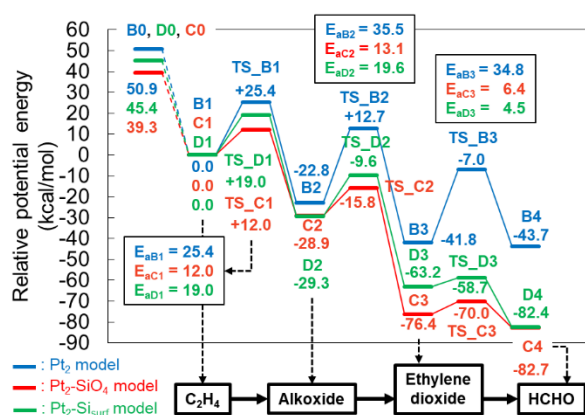 Relative potential energy
(kcal/mol)
60
50
40
30
20
10
0
-10
-20
-30
-40
-50
-60
-70
-80
-90
B0, D0, C0
50.9
45.4
39.3
B1
C1
D1
0.0
0.0
0.0
TS_B1
+25.4
TS_D1
+19.0
TS_C1
+12.0
EaB1 = 25.4
EaC1 = 12.0
EaD1 = 19.0
-22.8
B2
C2
-28.9
D2
-29.3
EaB2 = 35.5
EaC2 = 13.1
EaD2 = 19.6
TS_B2
+12.7
TS_D2
-9.6
TS_C2
-15.8
B3
-41.8
D3
-63.2
C3
-76.4
EaB3 = 34.8
EaC3 = 6.4
EaD3 = 4.5
TS_B3
-7.0
TS_D3
-58.7
-70.0
TS_C3
B4
-43.7
D4
-82.4
C4
-82.7
: Pt2 model
: Pt2-SiO4 model
: Pt2-Sisurf model
C2H4
Alkoxide
Ethylene
dioxide
HCHO